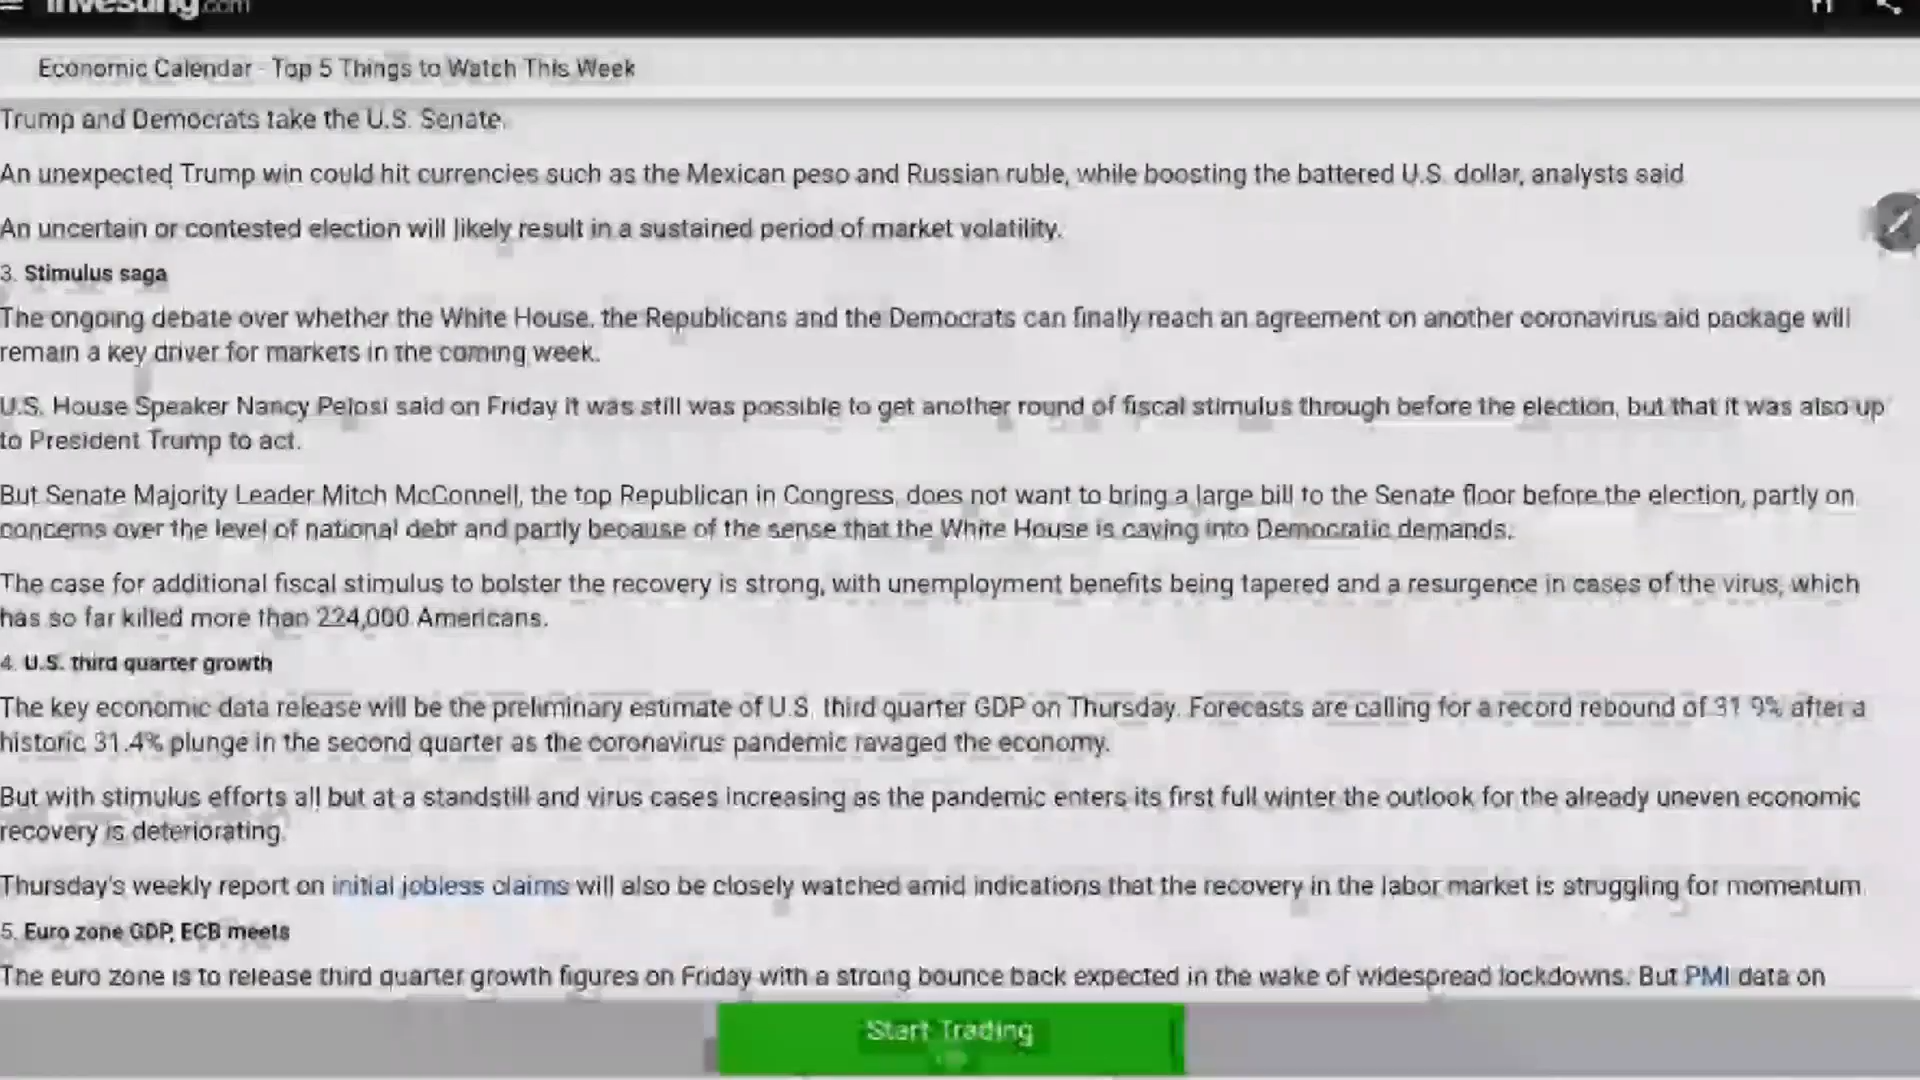 Investing.com
Economic Calendar - Top 5 Things to Watch This Week
Trump and Democrats take the U.S. Senate.
An unexpected Trump win could hit currencies such as the Mexican peso and Russian ruble, while boosting the battered U.S. dollar, analysts said
An uncertain or contested election will likely result in a sustained period of market volatility.
3. Stimulus saga
The ongoing debate over whether the White House, the Republicans and the Democrats can finally reach an agreement on another coronavirus aid package will
remain a key driver for markets in the coming week.
U.S. House Speaker Nancy Pelosi said on Friday it was still was possible to get another round of fiscal stimulus through before the election, but that it was also up
to President Trump to act.
But Senate Majority Leader Mitch McConnell, the top Republican in Congress, does not want to bring a large bill to the Senate floor before the election, partly on
concerns over the level of national debt and partly because of the sense that the White House is caving into Democratic demands.
The case for additional fiscal stimulus to bolster the recovery is strong, with unemployment benefits being tapered and a resurgence in cases of the virus, which
has so far killed more than 224,000 Americans.
4. U.S. third quarter growth
The key economic data release will be the preliminary estimate of U.S. third quarter GDP on Thursday. Forecasts are calling for a record rebound of 31.9% after a
historic 31.4% plunge in the second quarter as the coronavirus pandemic ravaged the economy.
But with stimulus efforts all but at a standstill and virus cases increasing as the pandemic enters its first full winter the outlook for the already uneven economic
recovery is deteriorating.
Thursday's weekly report on initial jobless claims will also be closely watched amid indications that the recovery in the labor market is struggling for momentum
5. Euro zone GDP, ECB meets
The euro zone is to release third quarter growth figures on Friday with a strong bounce back expected in the wake of widespread lockdowns. But PMI data on
Start Trading